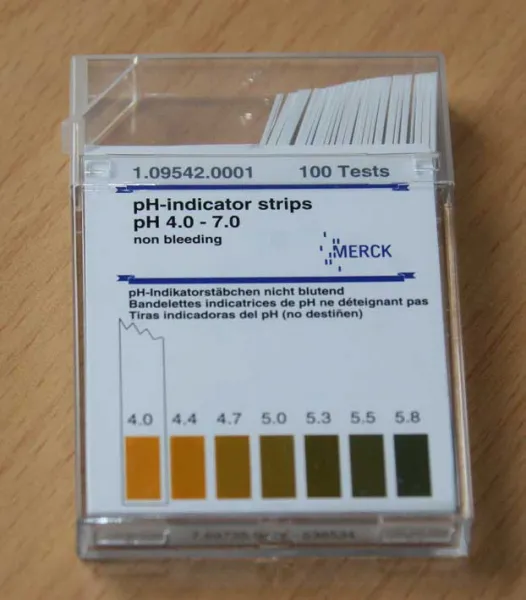 1.09542.0001 100 Tests
pH-indicator strips
pH 4.0 - 7.0
non bleeding
MERCK
pH-Indikatorstäbchen nicht blutend
Bandelettes indicatrices de pH ne déteignant pas
Tiras indicadoras del pH (no destiñen)
4.0 4.4 4.7 5.0 5.3 5.5 5.8